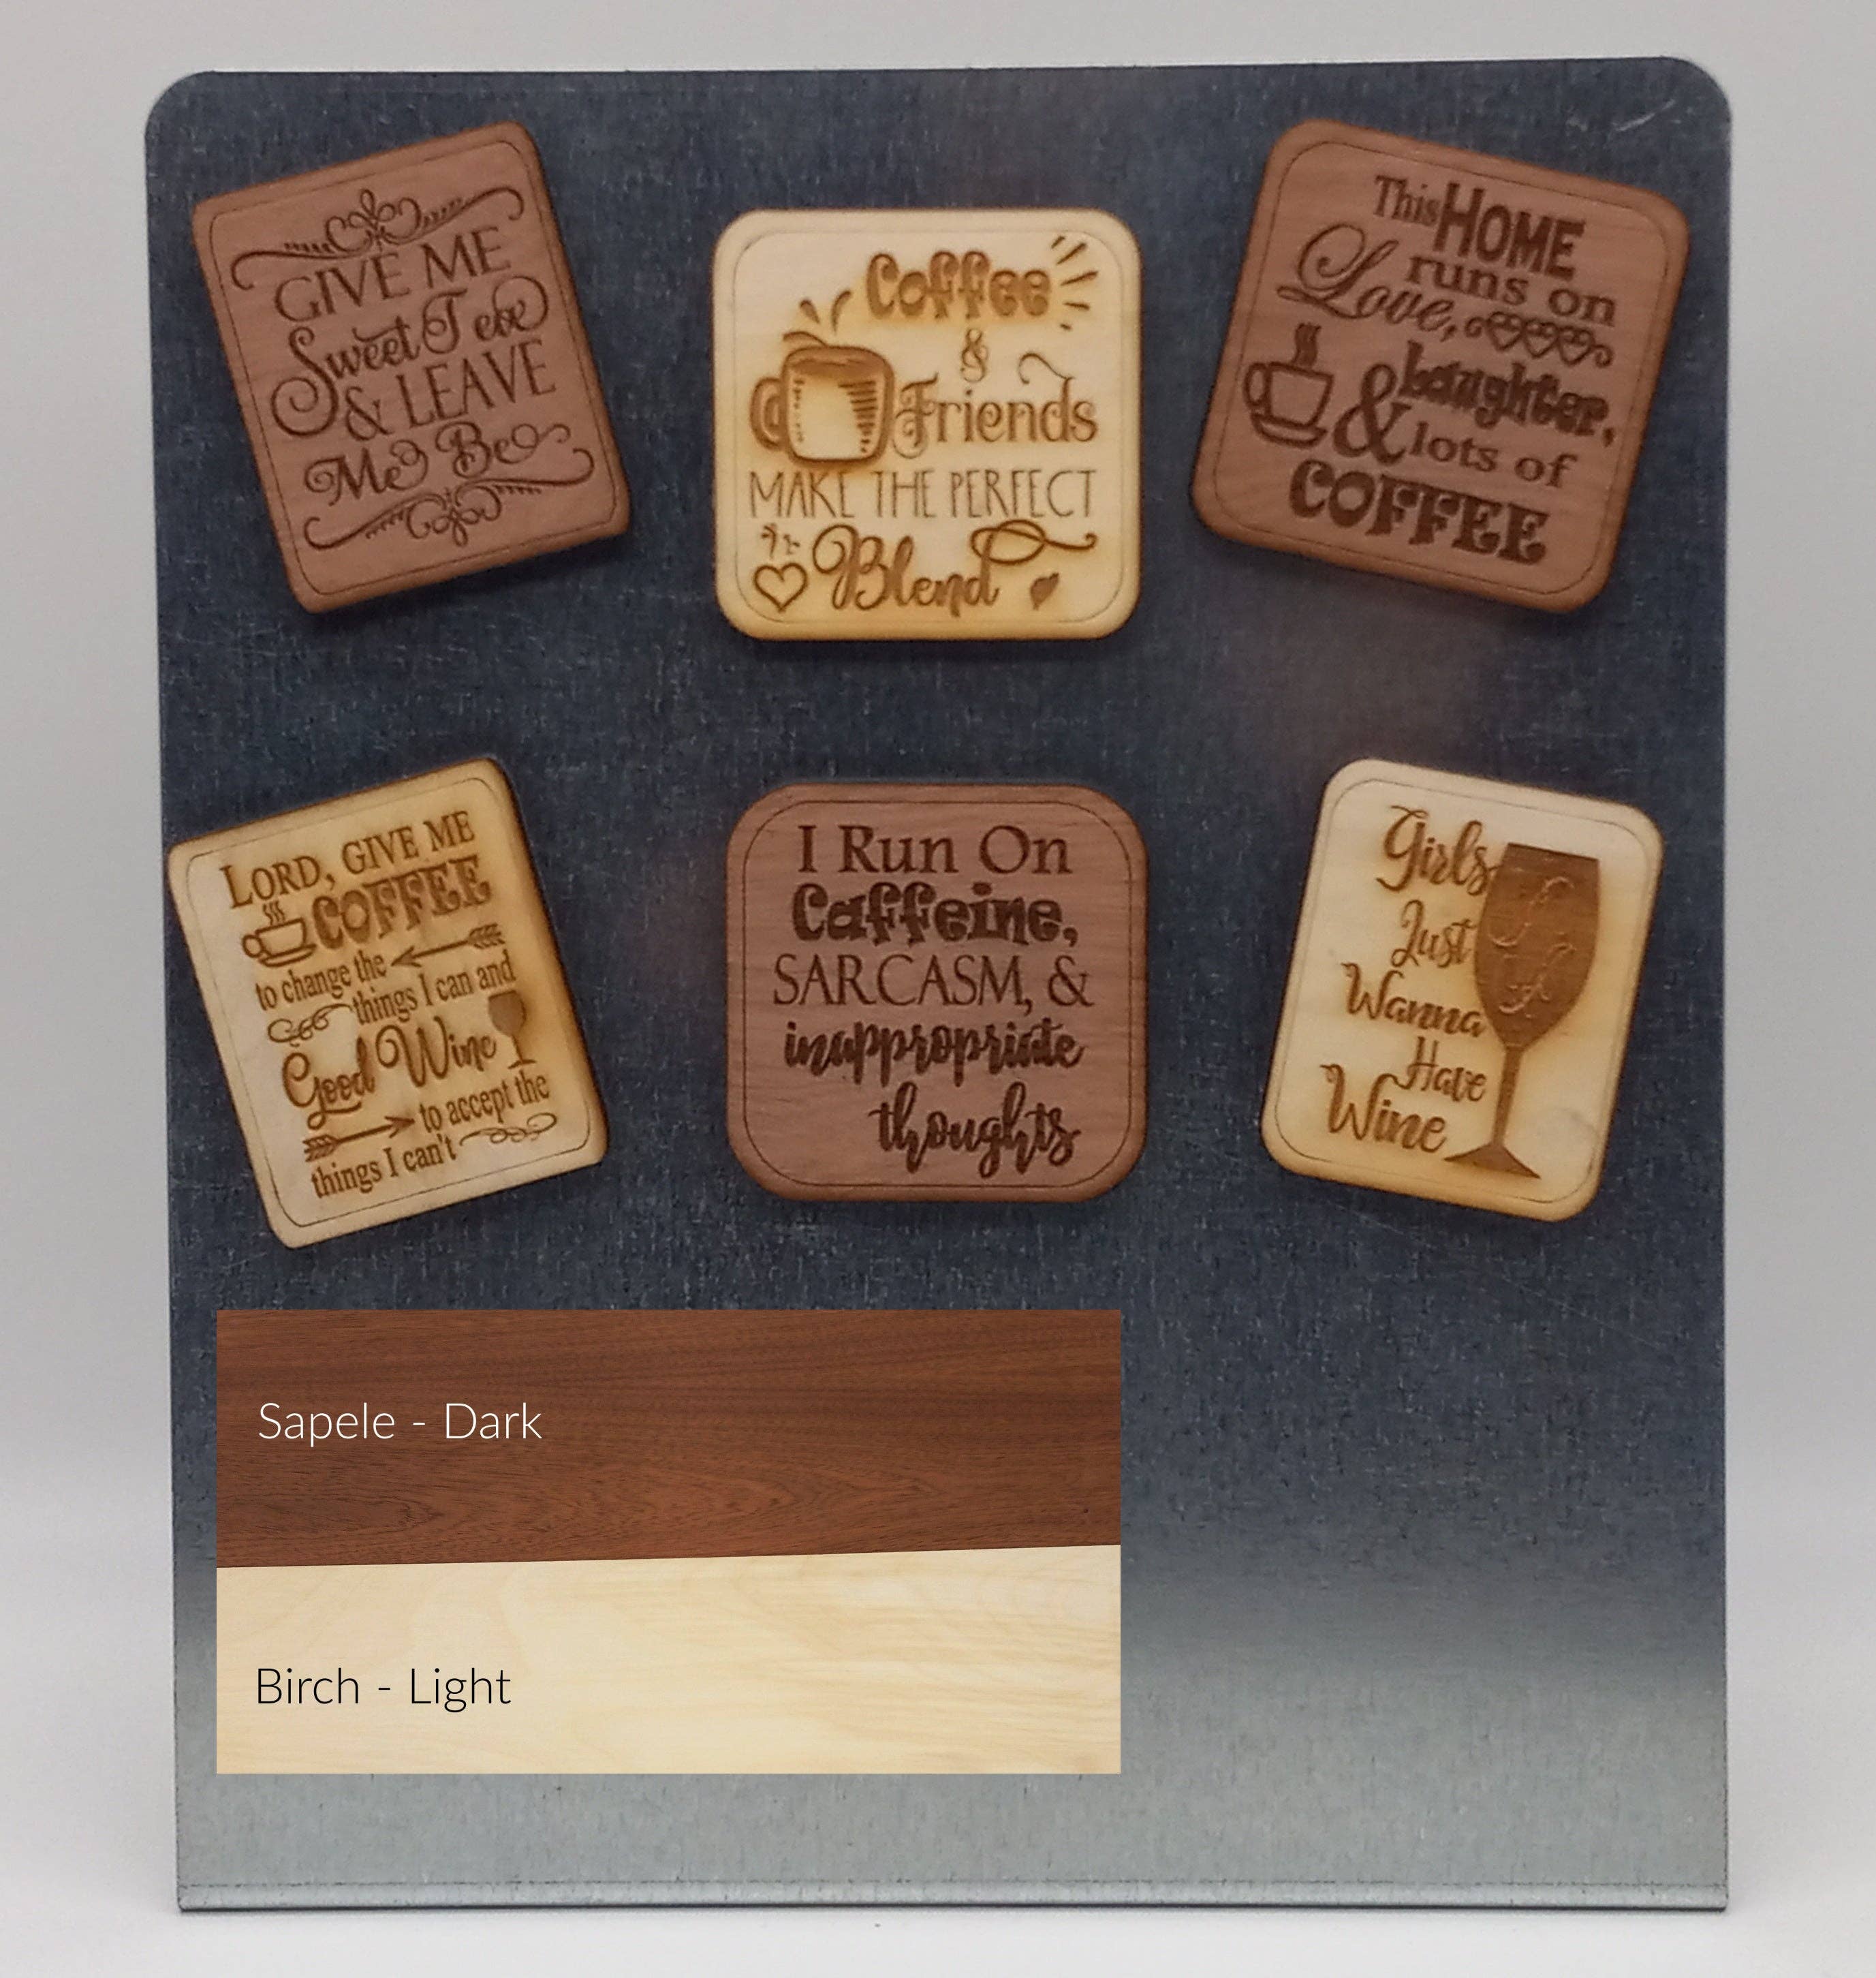 GIVE ME
Sweet Tea
& LEAVE
Me Be
Coffee
&
Friends
MAKE THE PERFECT
Blend
This HOME
runs on
Love,
Laughter,
& lots of
COFFEE
LORD, GIVE ME
COFFEE
to change the
things I can and
Good Wine
to accept the
things I can't
I Run On
Caffeine,
SARCASM, &
inappropriate
thoughts
Girls
Just
Wanna
Have
Wine
Sapele - Dark
Birch - Light